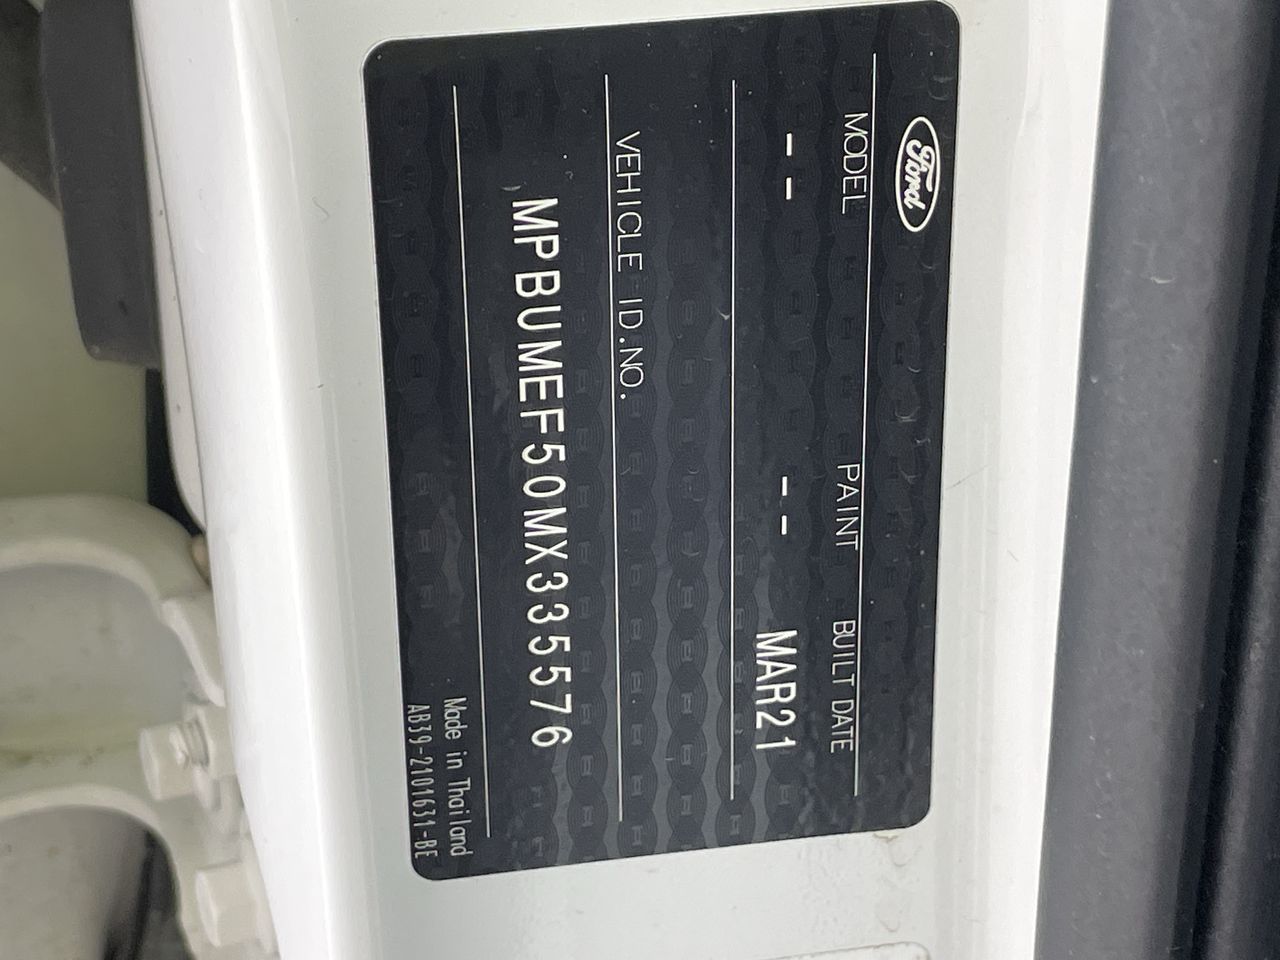 Ford
MODEL PAINT BUILT DATE
-- -- MAR21
VEHICLE ID.NO.
MPBUMEF50MX335576
Made in Thailand
AB39-2101631-BE